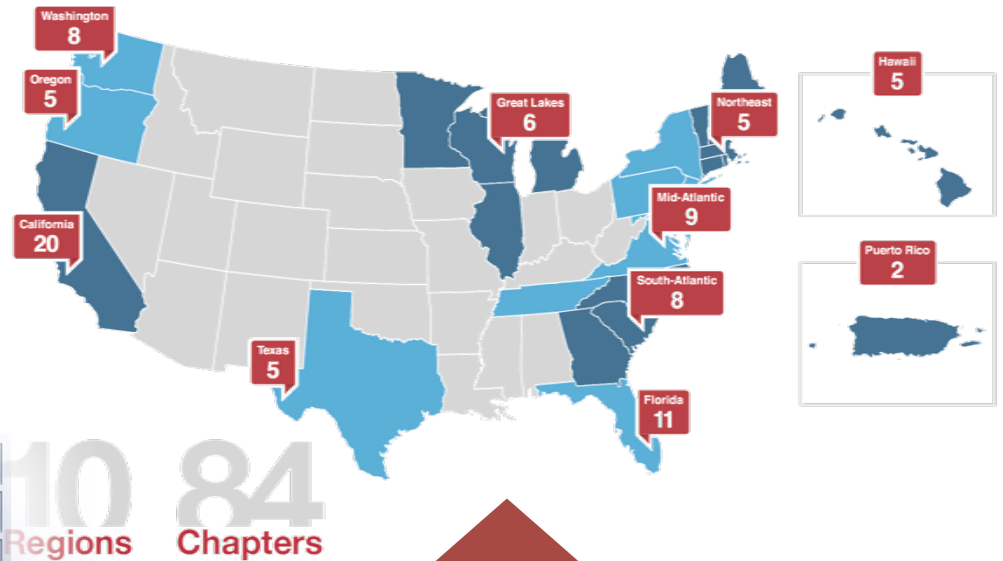 Washington
8
Oregon
5
California
20
Texas
5
Great Lakes
6
Northeast
5
Mid-Atlantic
9
South-Atlantic
8
Florida
11
Hawaii
5
Puerto Rico
2
10 84
Regions Chapters